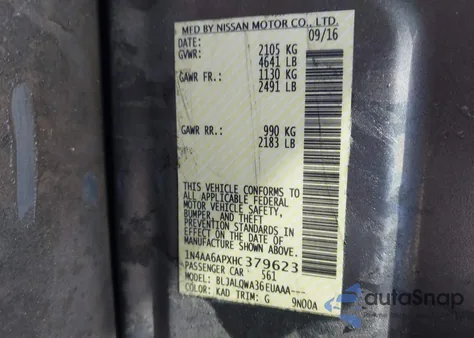 MFD BY NISSAN MOTOR CO., LTD.
DATE: 09/16
GVWR: 2105 KG
4641 LB
GAWR FR.: 1130 KG
2491 LB
GAWR RR.: 990 KG
2183 LB
THIS VEHICLE CONFORMS TO
ALL APPLICABLE FEDERAL
MOTOR VEHICLE SAFETY,
BUMPER, AND THEFT
PREVENTION STANDARDS IN
EFFECT ON THE DATE OF
MANUFACTURE SHOWN ABOVE.
1N4AA6APXHC379623
PASSENGER CAR 561
MODEL: BLJALQWA36EUAAA---
COLOR: KAD TRIM: G 9N00A
autoSnap